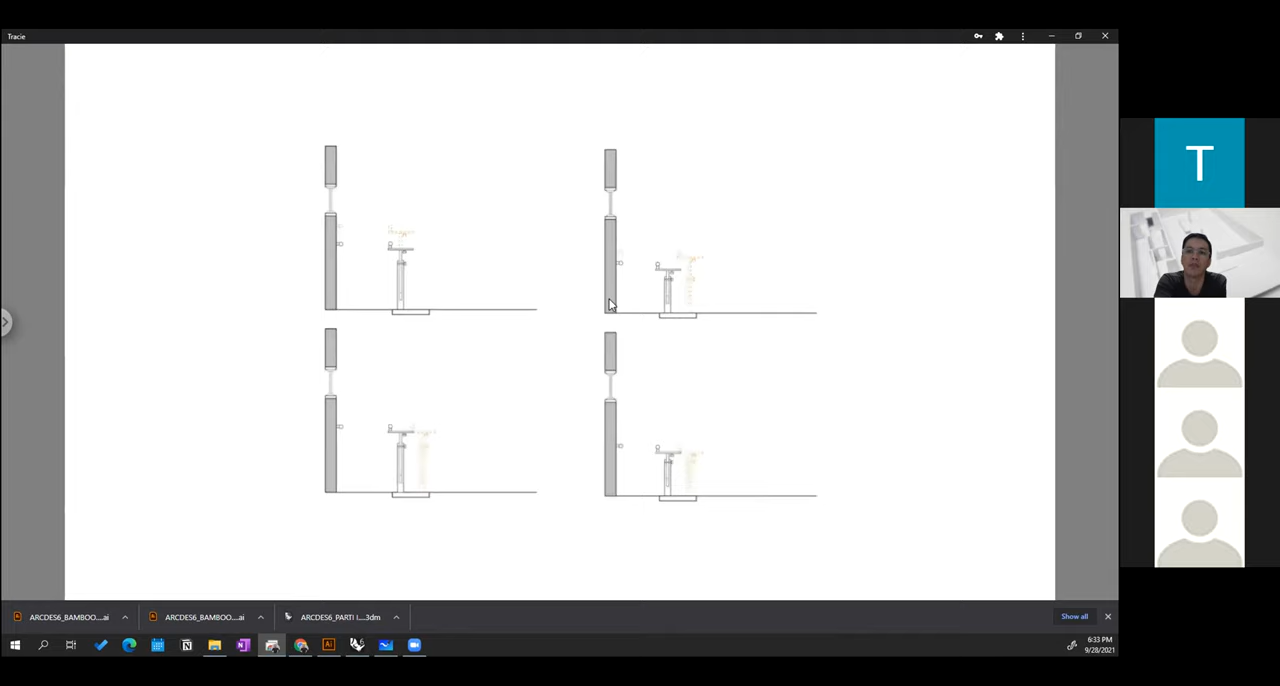 Tracie
T
ARCDES6_BAMBOO....ai
ARCDES6_BAMBOO....ai
ARCDES6_PARTI I....3dm
Show all
6:33 PM
9/28/2021